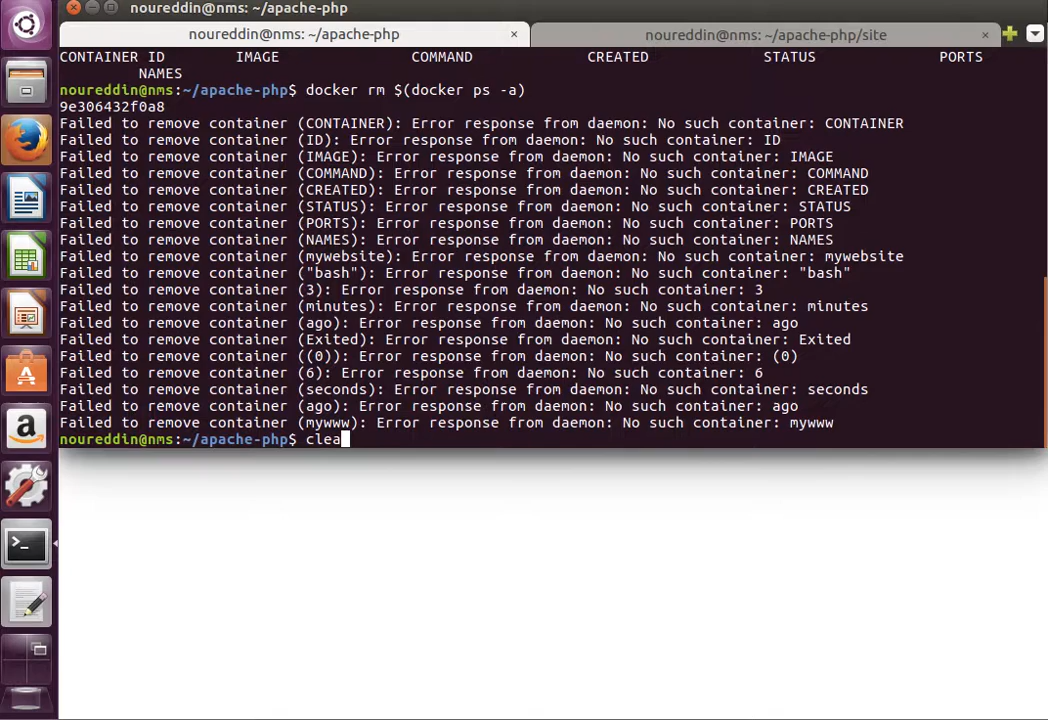 noureddin@nms: ~/apache-php
noureddin@nms: ~/apache-php ×
noureddin@nms: ~/apache-php/site ×
CONTAINER ID IMAGE COMMAND CREATED STATUS PORTS
NAMES
noureddin@nms:~/apache-php$ docker rm $(docker ps -a)
9e306432f0a8
Failed to remove container (CONTAINER): Error response from daemon: No such container: CONTAINER
Failed to remove container (ID): Error response from daemon: No such container: ID
Failed to remove container (IMAGE): Error response from daemon: No such container: IMAGE
Failed to remove container (COMMAND): Error response from daemon: No such container: COMMAND
Failed to remove container (CREATED): Error response from daemon: No such container: CREATED
Failed to remove container (STATUS): Error response from daemon: No such container: STATUS
Failed to remove container (PORTS): Error response from daemon: No such container: PORTS
Failed to remove container (NAMES): Error response from daemon: No such container: NAMES
Failed to remove container (mywebsite): Error response from daemon: No such container: mywebsite
Failed to remove container ("bash"): Error response from daemon: No such container: "bash"
Failed to remove container (3): Error response from daemon: No such container: 3
Failed to remove container (minutes): Error response from daemon: No such container: minutes
Failed to remove container (ago): Error response from daemon: No such container: ago
Failed to remove container (Exited): Error response from daemon: No such container: Exited
Failed to remove container ((0)): Error response from daemon: No such container: (0)
Failed to remove container (6): Error response from daemon: No such container: 6
Failed to remove container (seconds): Error response from daemon: No such container: seconds
Failed to remove container (ago): Error response from daemon: No such container: ago
Failed to remove container (mywww): Error response from daemon: No such container: mywww
noureddin@nms:~/apache-php$ clea